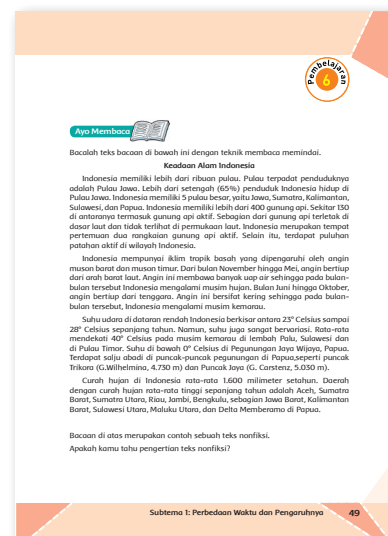 Pembelajaran
6
Ayo Membaca
Bacalah teks bacaan di bawah ini dengan teknik membaca memindai.
Keadaan Alam Indonesia
Indonesia memiliki lebih dari ribuan pulau. Pulau terpadat penduduknya
adalah Pulau Jawa. Lebih dari setengah (65%) penduduk Indonesia hidup di
Pulau Jawa. Indonesia memiliki 5 pulau besar, yaitu Jawa, Sumatra, Kalimantan,
Sulawesi, dan Papua. Indonesia memiliki lebih dari 400 gunung api. Sekitar 130
di antaranya termasuk gunung api aktif. Sebagian dari gunung api terletak di
dasar laut dan tidak terlihat di permukaan laut. Indonesia merupakan tempat
pertemuan dua rangkaian gunung api aktif. Selain itu, terdapat puluhan
patahan aktif di wilayah Indonesia.
Indonesia mempunyai iklim tropik basah yang dipengaruhi oleh angin
muson barat dan muson timur. Dari bulan November hingga Mei, angin bertiup
dari arah barat laut. Angin ini membawa banyak uap air sehingga pada bulan-
bulan tersebut Indonesia mengalami musim hujan. Bulan Juni hingga Oktober,
angin bertiup dari tenggara. Angin ini bersifat kering sehingga pada bulan-
bulan tersebut, Indonesia mengalami musim kemarau.
Suhu udara di dataran rendah Indonesia berkisar antara 23° Celsius sampai
28° Celsius sepanjang tahun. Namun, suhu juga sangat bervariasi. Rata-rata
mendekati 40° Celsius pada musim kemarau di lembah Palu, Sulawesi dan
di Pulau Timor. Suhu di bawah 0° Celsius di Pegunungan Jaya Wijaya, Papua.
Terdapat salju abadi di puncak-puncak pegunungan di Papua,seperti puncak
Trikora (G.Wilhelmina, 4.730 m) dan Puncak Jaya (G. Carstenz, 5.030 m).
Curah hujan di Indonesia rata-rata 1.600 milimeter setahun. Daerah
dengan curah hujan rata-rata tinggi sepanjang tahun adalah Aceh, Sumatra
Barat, Sumatra Utara, Riau, Jambi, Bengkulu, sebagian Jawa Barat, Kalimantan
Barat, Sulawesi Utara, Maluku Utara, dan Delta Memberamo di Papua.
Bacaan di atas merupakan contoh sebuah teks nonfiksi.
Apakah kamu tahu pengertian teks nonfiksi?
Subtema 1: Perbedaan Waktu dan Pengaruhnya 49